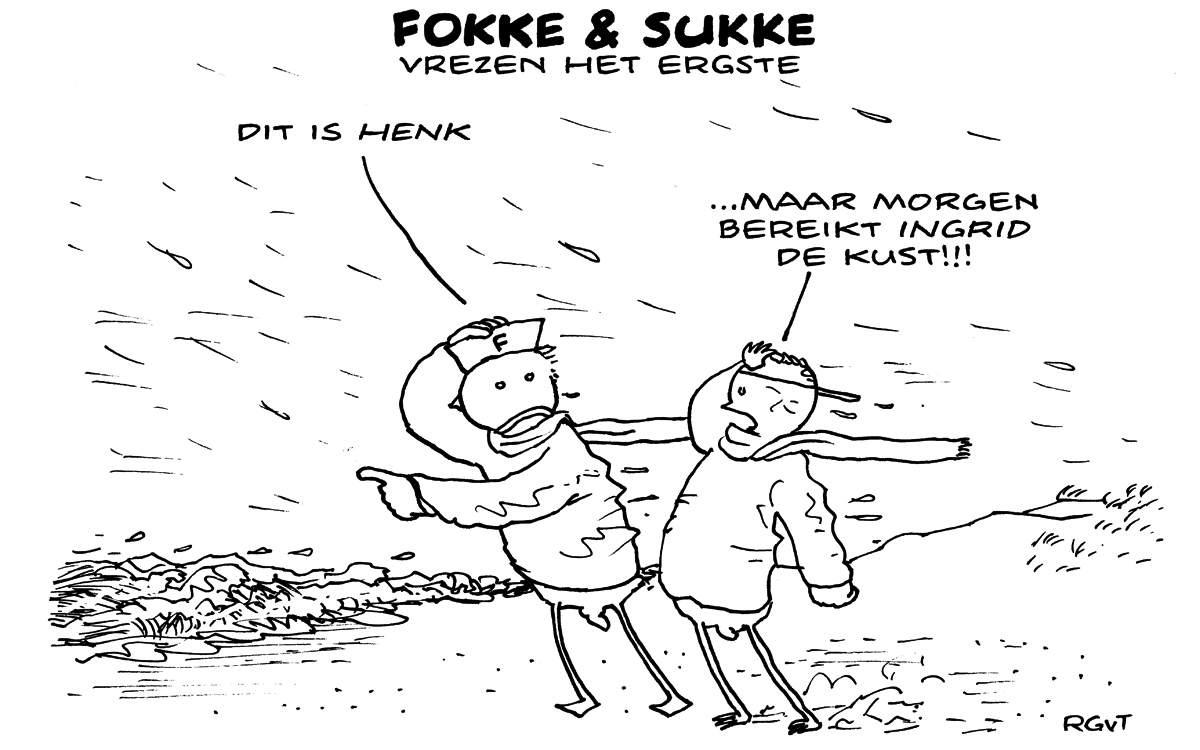 FOKKE & SUKKE
VREZEN HET ERGSTE
DIT IS HENK
...MAAR MORGEN
BEREIKT INGRID
DE KUST!!!
F
RGvT